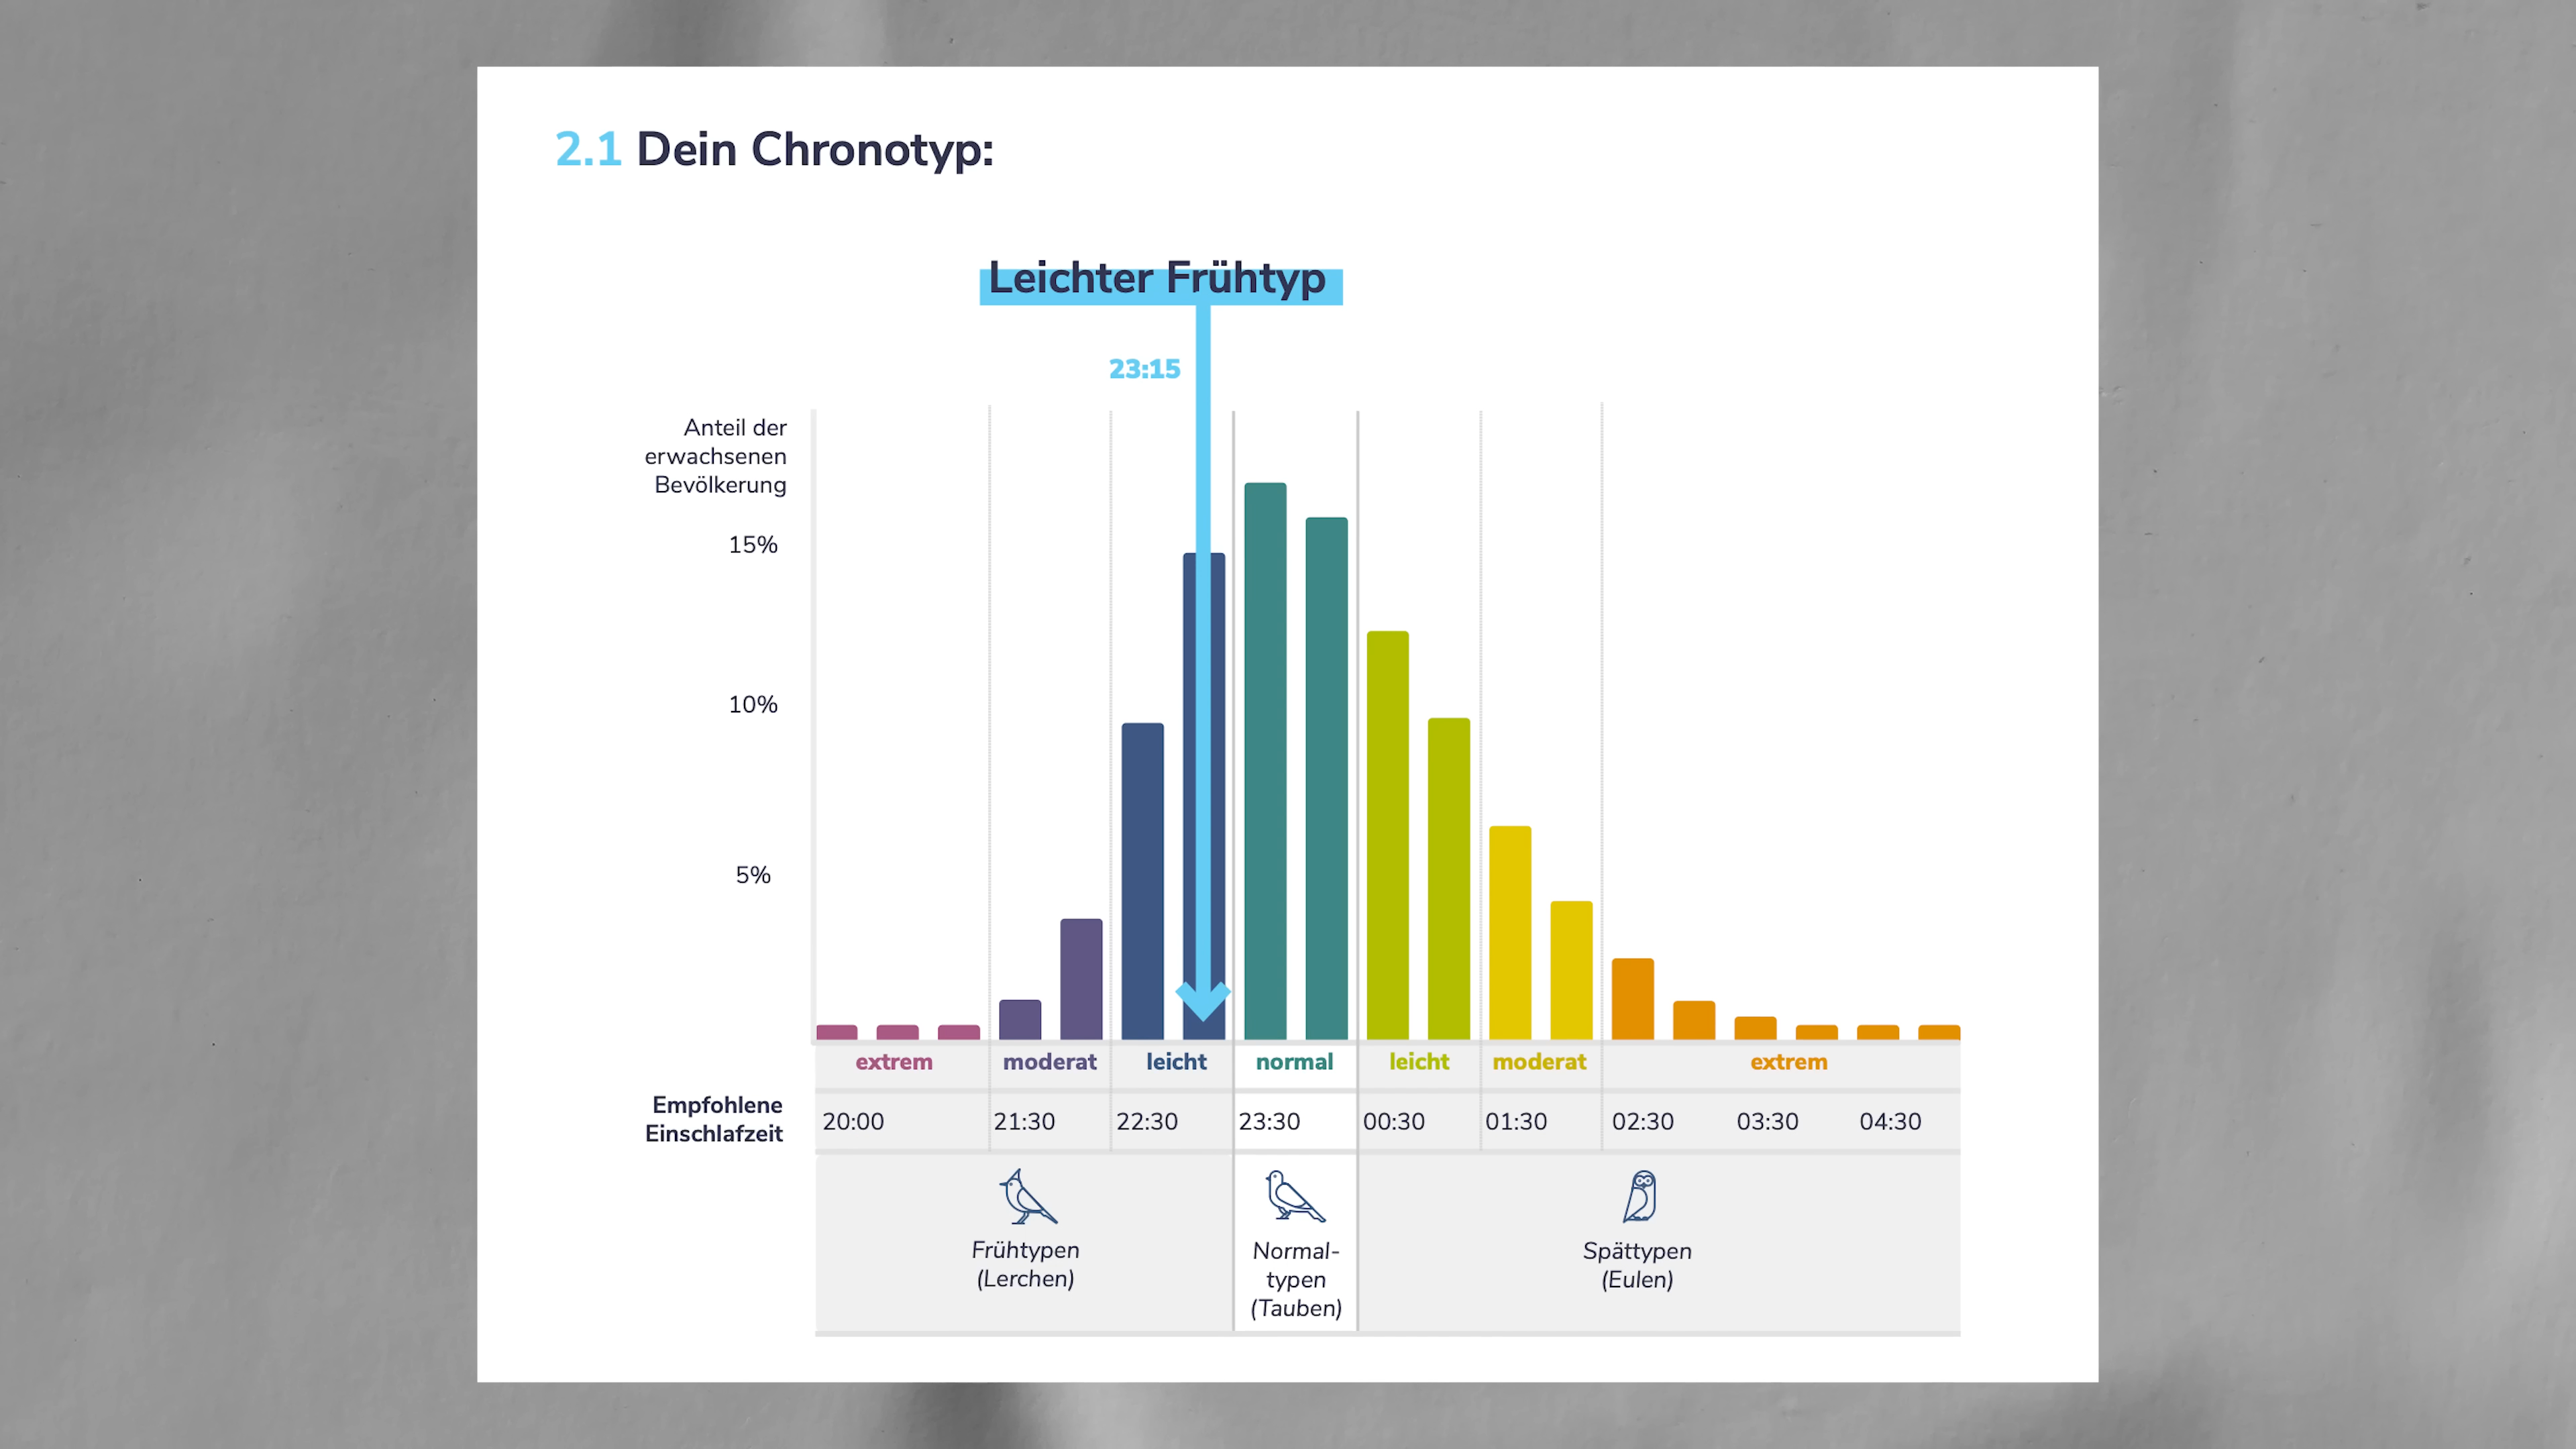 2.1 Dein Chronotyp:
Leichter Frühtyp
23:15
Anteil der
erwachsenen
Bevölkerung
15%
10%
5%
extrem moderat leicht normal leicht moderat extrem
Empfohlene
Einschlafzeit
20:00 21:30 22:30 23:30 00:30 01:30 02:30 03:30 04:30
Frühtypen
(Lerchen)
Normal-
typen
(Tauben)
Spättypen
(Eulen)